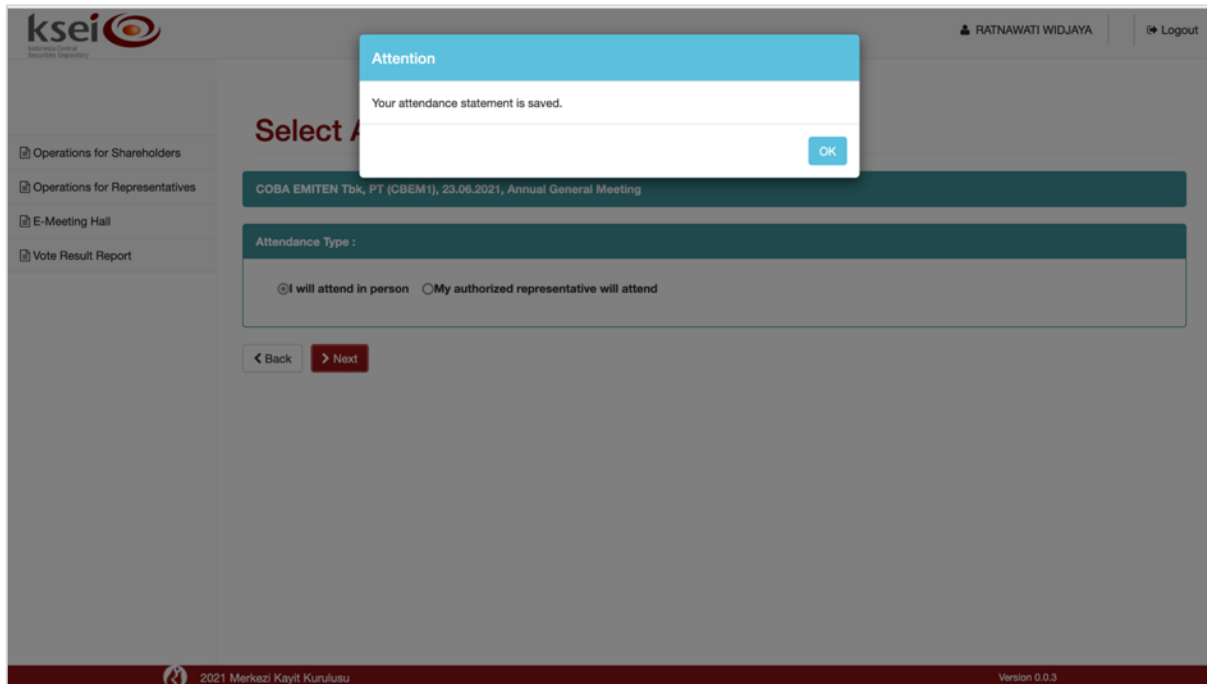 ksei
Indonesia Central
Securities Depository
RATNAWATI WIDJAYA
Logout
Attention
Your attendance statement is saved.
OK
Select A
Operations for Shareholders
Operations for Representatives
E-Meeting Hall
Vote Result Report
COBA EMITEN Tbk, PT (CBEM1), 23.06.2021, Annual General Meeting
Attendance Type :
I will attend in person My authorized representative will attend
Back Next
2021 Merkezi Kayit Kurulusu
Version 0.0.3